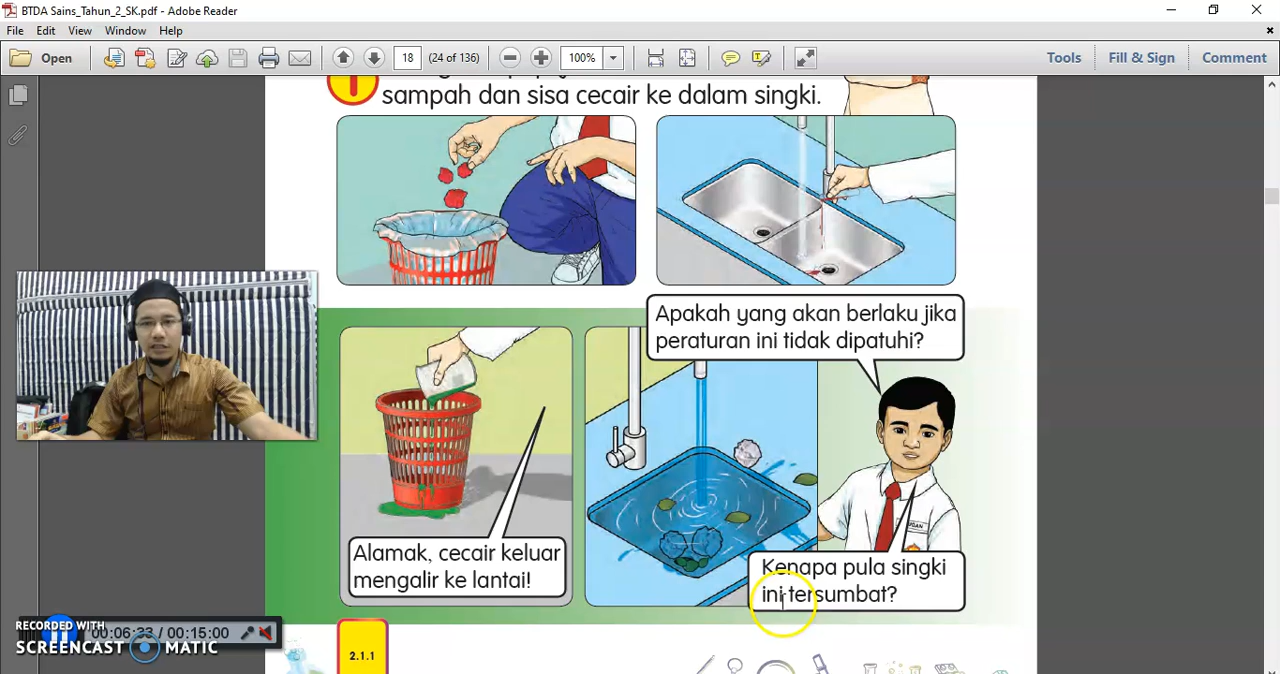 BTDA Sains_Tahun_2_SK.pdf - Adobe Reader
File Edit View Window Help
Open 18 (24 of 136) 100% Tools Fill & Sign Comment
1
sampah dan sisa cecair ke dalam singki.
Apakah yang akan berlaku jika
peraturan ini tidak dipatuhi?
Alamak, cecair keluar
mengalir ke lantai!
Kenapa pula singki
ini tersumbat?
RECORDED WITH
00:06:33 / 00:15:00
SCREENCAST MATIC
2.1.1